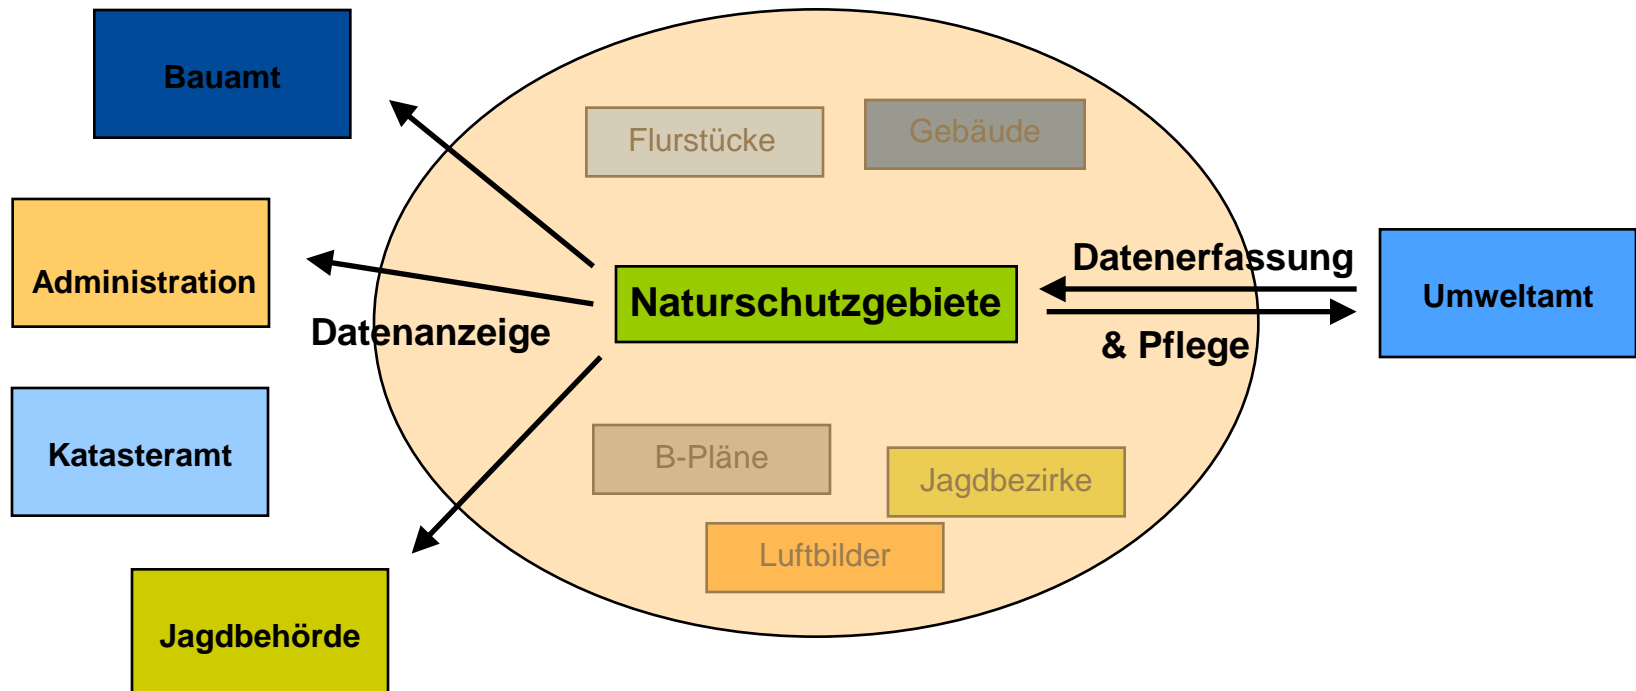 Bauamt
Flurstücke
Gebäude
Administration
Datenanzeige
Naturschutzgebiete
Datenerfassung
& Pflege
Umweltamt
Katasteramt
B-Pläne
Jagdbezirke
Luftbilder
Jagdbehörde